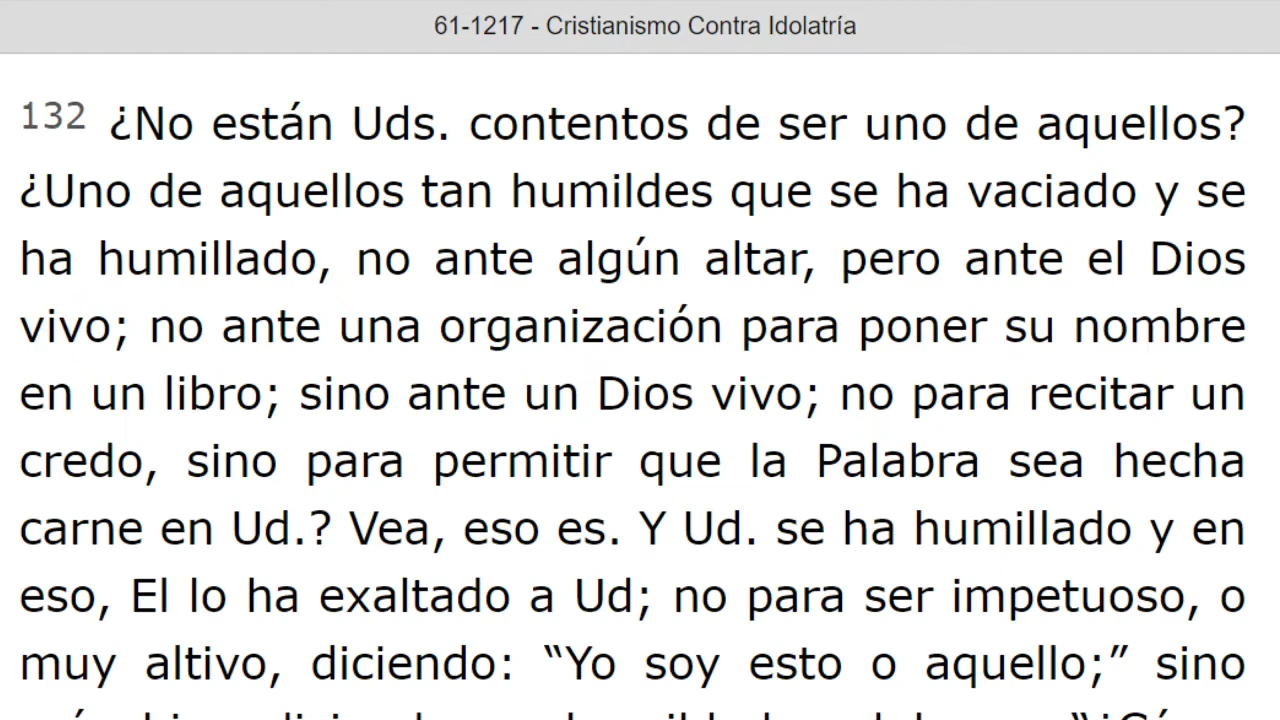 61-1217 - Cristianismo Contra Idolatría
132 ¿No están Uds. contentos de ser uno de aquellos?
¿Uno de aquellos tan humildes que se ha vaciado y se
ha humillado, no ante algún altar, pero ante el Dios
vivo; no ante una organización para poner su nombre
en un libro; sino ante un Dios vivo; no para recitar un
credo, sino para permitir que la Palabra sea hecha
carne en Ud.? Vea, eso es. Y Ud. se ha humillado y en
eso, El lo ha exaltado a Ud; no para ser impetuoso, o
muy altivo, diciendo: “Yo soy esto o aquello;” sino